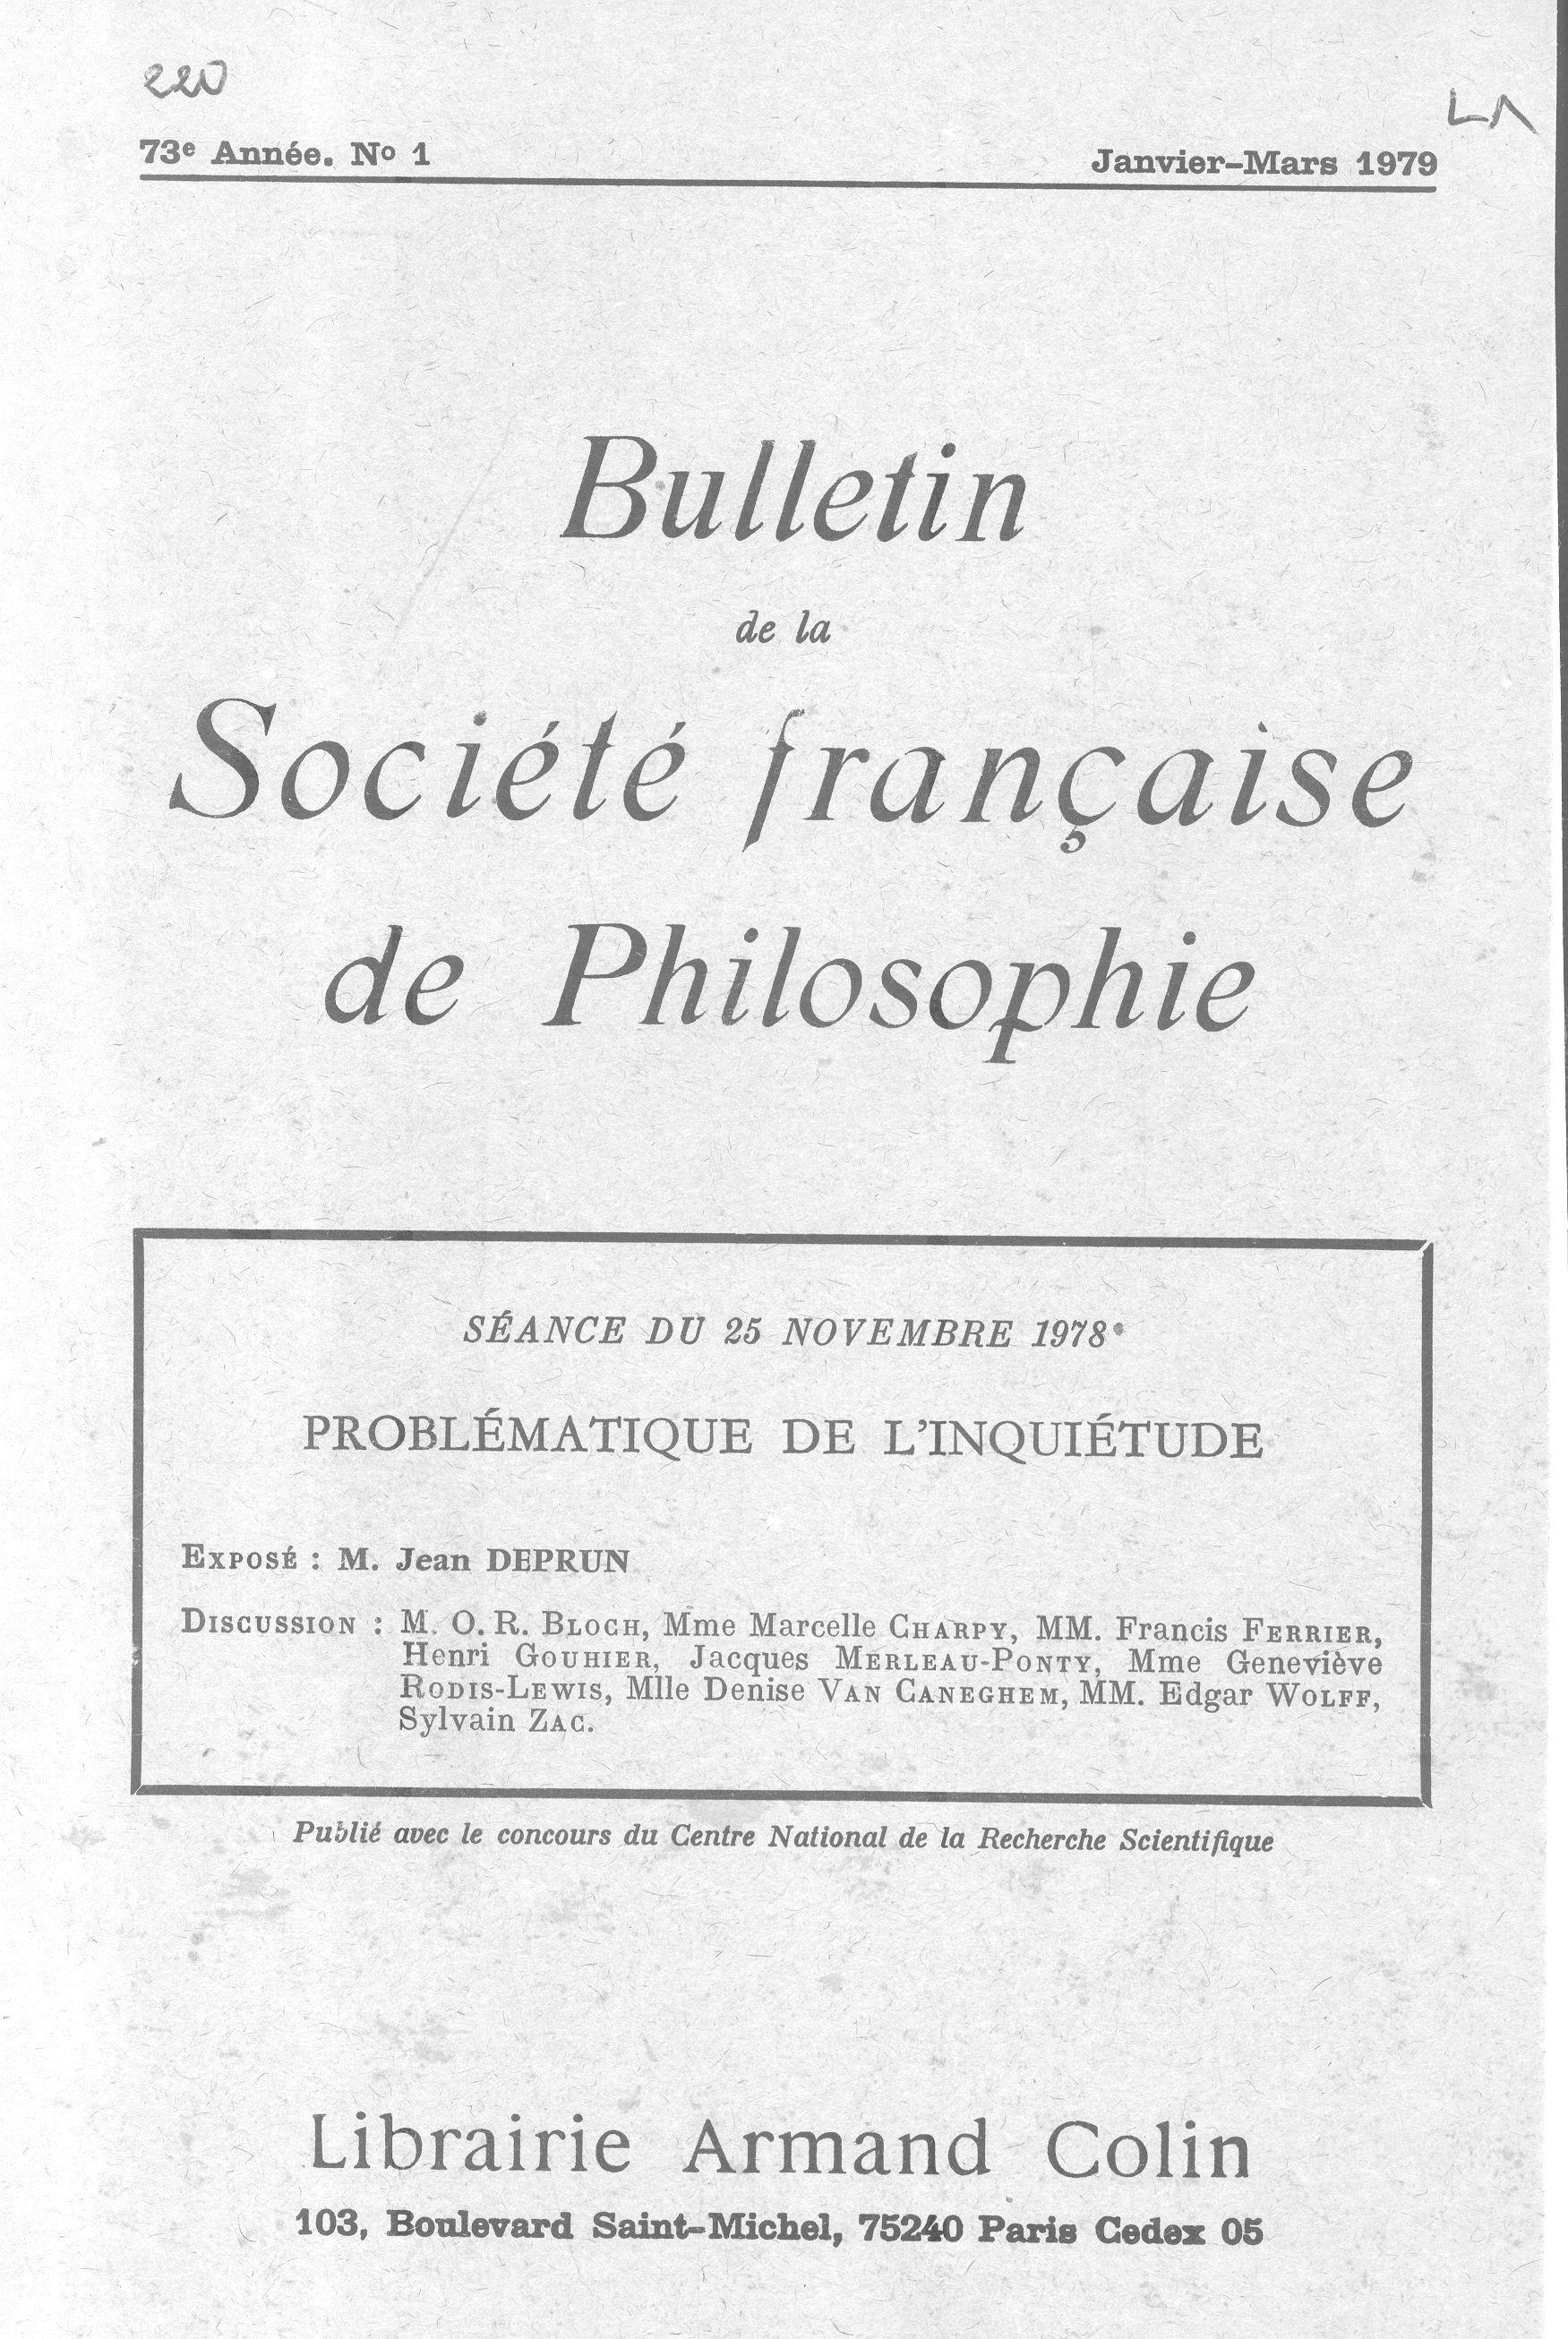 220
LA
73e Année. No 1
Janvier-Mars 1979
Bulletin
de la
Société française
de Philosophie
SÉANCE DU 25 NOVEMBRE 1978
PROBLÉMATIQUE DE L'INQUIÉTUDE
EXPOSÉ : M. Jean DEPRUN
DISCUSSION : M. O. R. BLOCH, Mme Marcelle CHARPY, MM. Francis FERRIER,
Henri GOUHIER, Jacques MERLEAU-PONTY, Mme Geneviève
RODIS-LEWIS, Mlle Denise VAN CANEGHEM, MM. Edgar WOLFF,
Sylvain ZAC.
Publié avec le concours du Centre National de la Recherche Scientifique
Librairie Armand Colin
103, Boulevard Saint-Michel, 75240 Paris Cedex 05